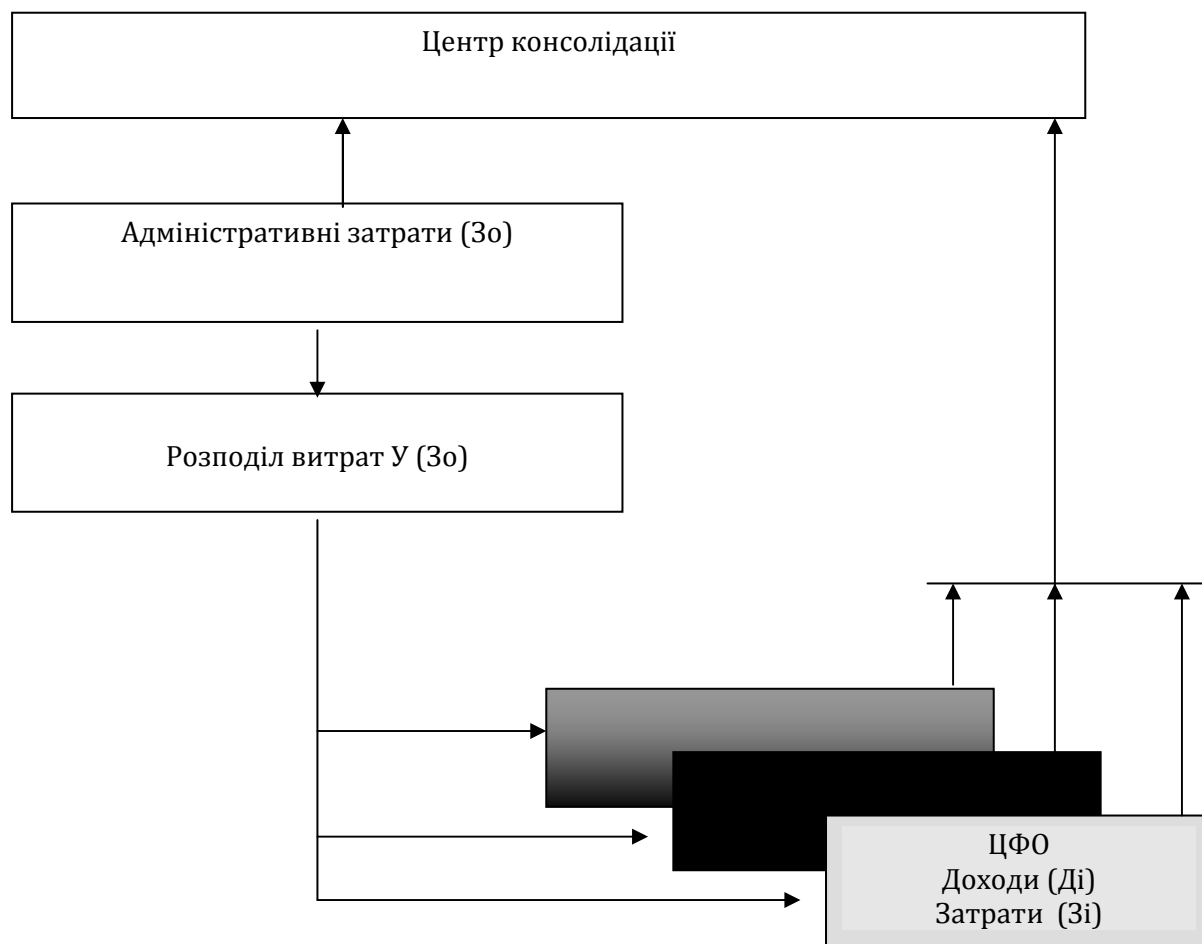 Центр консолідації
Адміністративні затрати (Зо)
Розподіл витрат У (Зо)
ЦФО
Доходи (Ді)
Затрати (Зі)